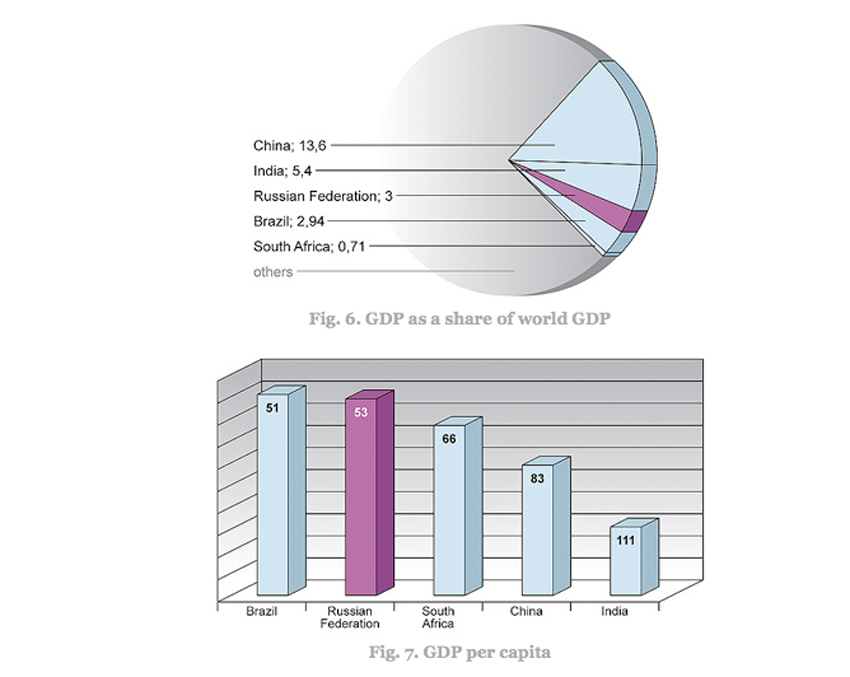 China; 13,6
India; 5,4
Russian Federation; 3
Brazil; 2,94
South Africa; 0,71
others
Fig. 6. GDP as a share of world GDP
51
53
66
83
111
Brazil
Russian
Federation
South
Africa
China
India
Fig. 7. GDP per capita